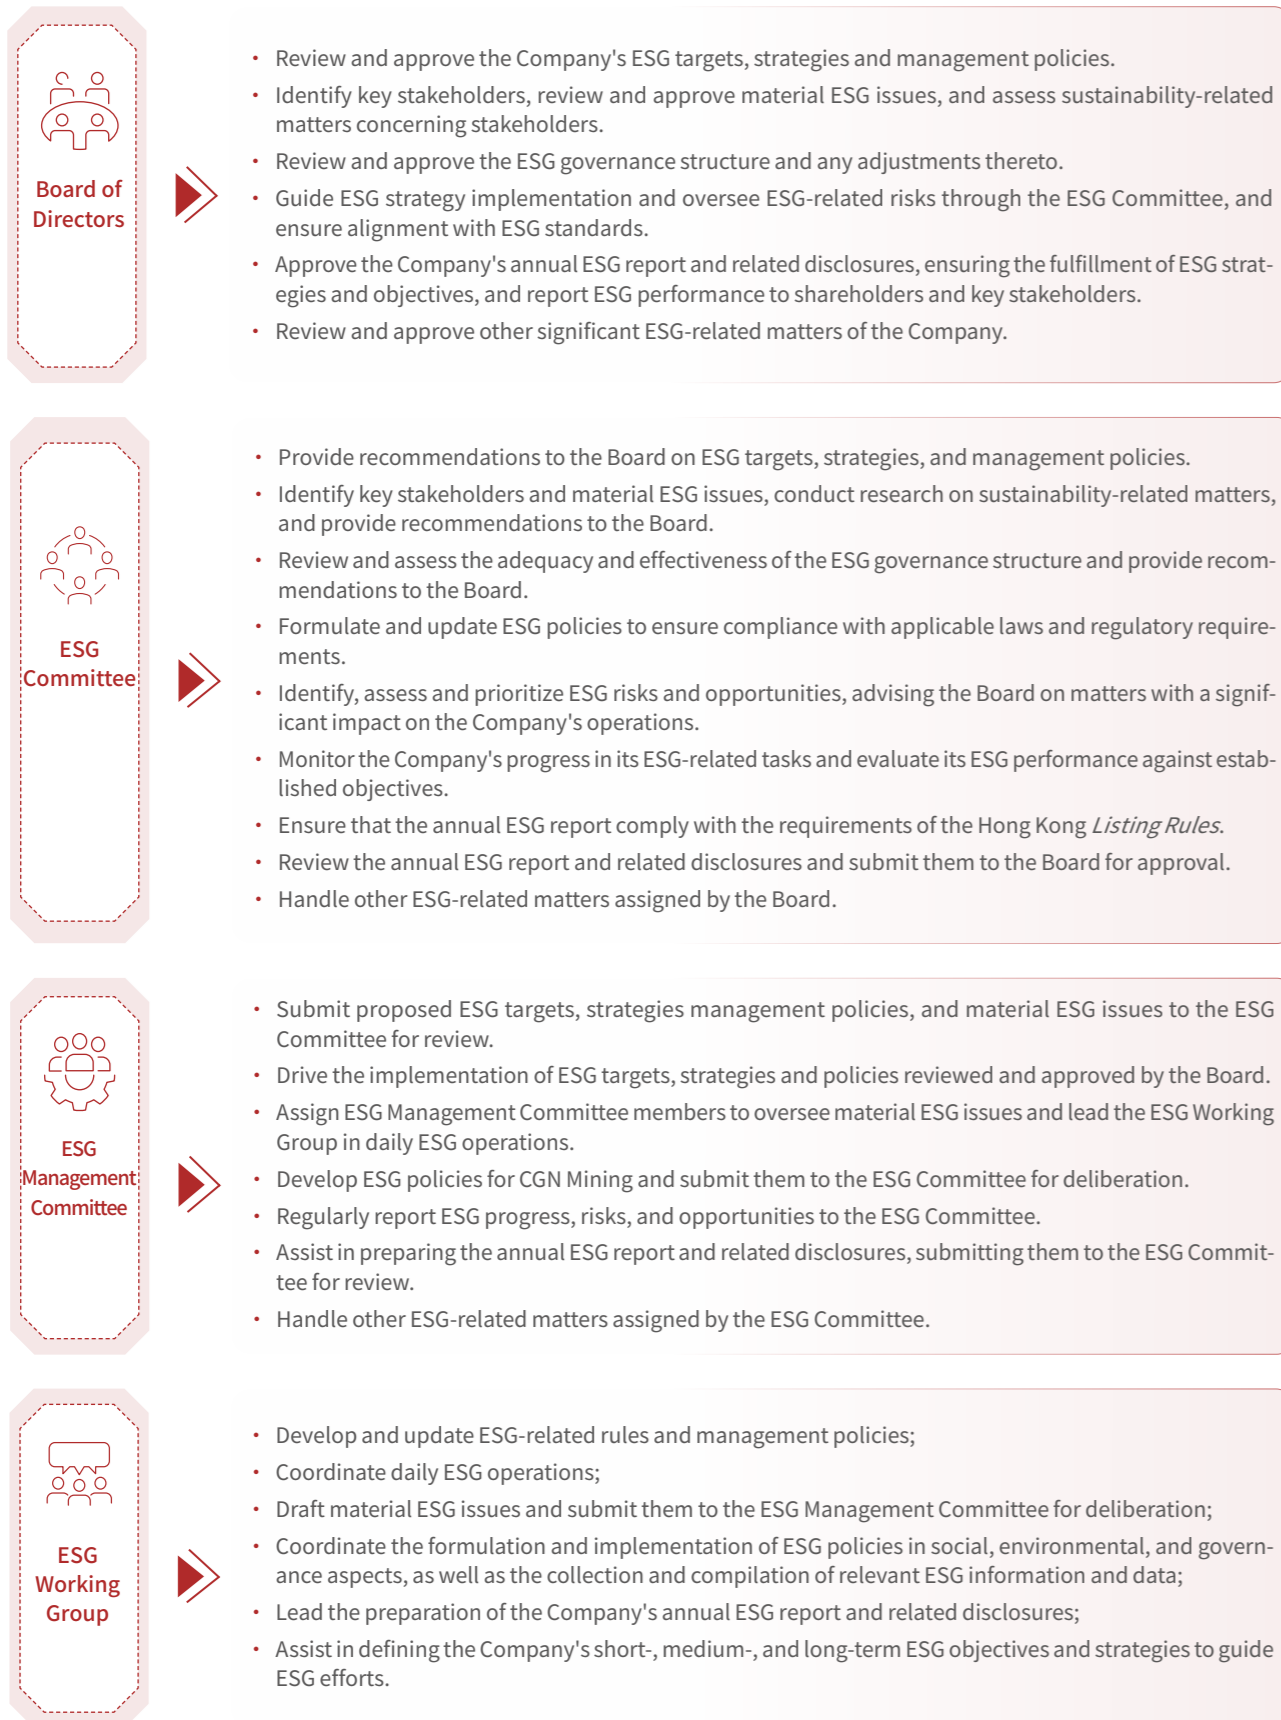 Board of
Directors
• Review and approve the Company's ESG targets, strategies and management policies.
• Identify key stakeholders, review and approve material ESG issues, and assess sustainability-related
matters concerning stakeholders.
• Review and approve the ESG governance structure and any adjustments thereto.
• Guide ESG strategy implementation and oversee ESG-related risks through the ESG Committee, and
ensure alignment with ESG standards.
• Approve the Company's annual ESG report and related disclosures, ensuring the fulfillment of ESG strat-
egies and objectives, and report ESG performance to shareholders and key stakeholders.
• Review and approve other significant ESG-related matters of the Company.
ESG
Committee
• Provide recommendations to the Board on ESG targets, strategies, and management policies.
• Identify key stakeholders and material ESG issues, conduct research on sustainability-related matters,
and provide recommendations to the Board.
• Review and assess the adequacy and effectiveness of the ESG governance structure and provide recom-
mendations to the Board.
• Formulate and update ESG policies to ensure compliance with applicable laws and regulatory require-
ments.
• Identify, assess and prioritize ESG risks and opportunities, advising the Board on matters with a signif-
icant impact on the Company's operations.
• Monitor the Company's progress in its ESG-related tasks and evaluate its ESG performance against estab-
lished objectives.
• Ensure that the annual ESG report comply with the requirements of the Hong Kong Listing Rules.
• Review the annual ESG report and related disclosures and submit them to the Board for approval.
• Handle other ESG-related matters assigned by the Board.
ESG
Management
Committee
• Submit proposed ESG targets, strategies management policies, and material ESG issues to the ESG
Committee for review.
• Drive the implementation of ESG targets, strategies and policies reviewed and approved by the Board.
• Assign ESG Management Committee members to oversee material ESG issues and lead the ESG Working
Group in daily ESG operations.
• Develop ESG policies for CGN Mining and submit them to the ESG Committee for deliberation.
• Regularly report ESG progress, risks, and opportunities to the ESG Committee.
• Assist in preparing the annual ESG report and related disclosures, submitting them to the ESG Commit-
tee for review.
• Handle other ESG-related matters assigned by the ESG Committee.
ESG
Working
Group
• Develop and update ESG-related rules and management policies;
• Coordinate daily ESG operations;
• Draft material ESG issues and submit them to the ESG Management Committee for deliberation;
• Coordinate the formulation and implementation of ESG policies in social, environmental, and govern-
ance aspects, as well as the collection and compilation of relevant ESG information and data;
• Lead the preparation of the Company's annual ESG report and related disclosures;
• Assist in defining the Company's short-, medium-, and long-term ESG objectives and strategies to guide
ESG efforts.